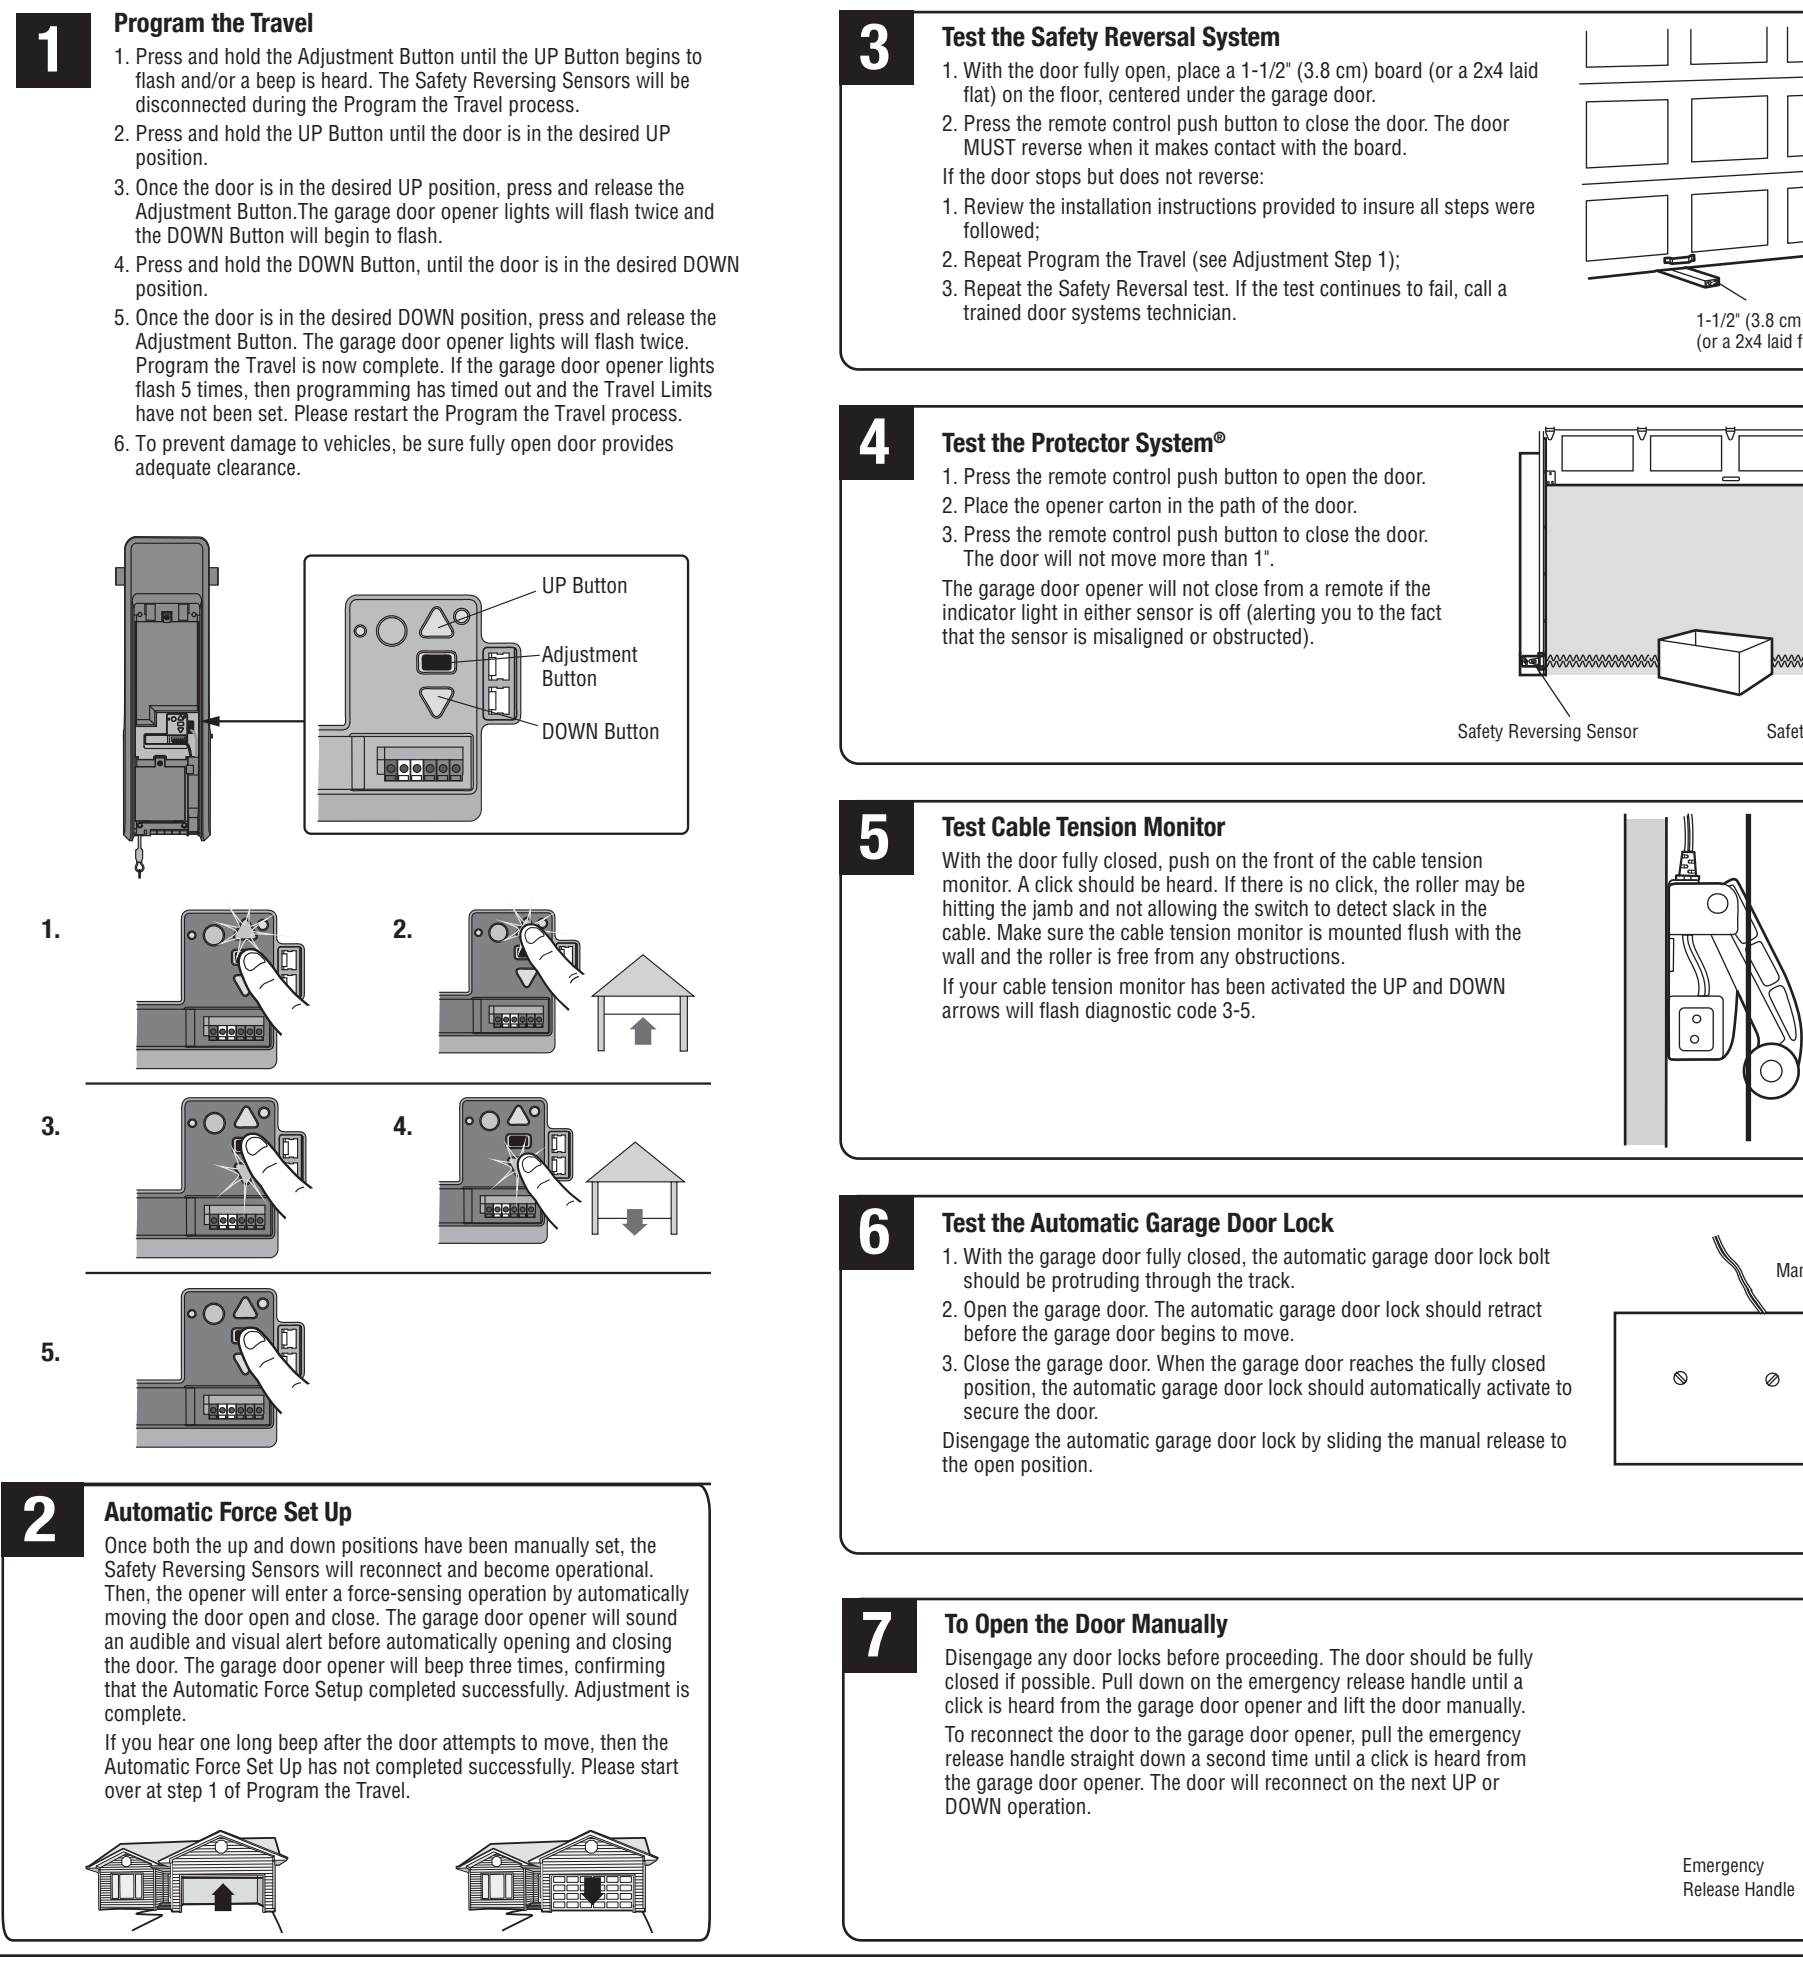 1
Program the Travel
1. Press and hold the Adjustment Button until the UP Button begins to
flash and/or a beep is heard. The Safety Reversing Sensors will be
disconnected during the Program the Travel process.
2. Press and hold the UP Button until the door is in the desired UP
position.
3. Once the door is in the desired UP position, press and release the
Adjustment Button.The garage door opener lights will flash twice and
the DOWN Button will begin to flash.
4. Press and hold the DOWN Button, until the door is in the desired DOWN
position.
5. Once the door is in the desired DOWN position, press and release the
Adjustment Button. The garage door opener lights will flash twice.
Program the Travel is now complete. If the garage door opener lights
flash 5 times, then programming has timed out and the Travel Limits
have not been set. Please restart the Program the Travel process.
6. To prevent damage to vehicles, be sure fully open door provides
adequate clearance.
UP Button
Adjustment
Button
DOWN Button
1.
2.
3.
4.
5.
2
Automatic Force Set Up
Once both the up and down positions have been manually set, the
Safety Reversing Sensors will reconnect and become operational.
Then, the opener will enter a force-sensing operation by automatically
moving the door open and close. The garage door opener will sound
an audible and visual alert before automatically opening and closing
the door. The garage door opener will beep three times, confirming
that the Automatic Force Setup completed successfully. Adjustment is
complete.
If you hear one long beep after the door attempts to move, then the
Automatic Force Set Up has not completed successfully. Please start
over at step 1 of Program the Travel.
3
Test the Safety Reversal System
1. With the door fully open, place a 1-1/2" (3.8 cm) board (or a 2x4 laid
flat) on the floor, centered under the garage door.
2. Press the remote control push button to close the door. The door
MUST reverse when it makes contact with the board.
If the door stops but does not reverse:
1. Review the installation instructions provided to insure all steps were
followed;
2. Repeat Program the Travel (see Adjustment Step 1);
3. Repeat the Safety Reversal test. If the test continues to fail, call a
trained door systems technician.
1-1/2" (3.8 cm)
(or a 2x4 laid f
4
Test the Protector System®
1. Press the remote control push button to open the door.
2. Place the opener carton in the path of the door.
3. Press the remote control push button to close the door.
The door will not move more than 1".
The garage door opener will not close from a remote if the
indicator light in either sensor is off (alerting you to the fact
that the sensor is misaligned or obstructed).
Safety Reversing Sensor
Safet
5
Test Cable Tension Monitor
With the door fully closed, push on the front of the cable tension
monitor. A click should be heard. If there is no click, the roller may be
hitting the jamb and not allowing the switch to detect slack in the
cable. Make sure the cable tension monitor is mounted flush with the
wall and the roller is free from any obstructions.
If your cable tension monitor has been activated the UP and DOWN
arrows will flash diagnostic code 3-5.
6
Test the Automatic Garage Door Lock
1. With the garage door fully closed, the automatic garage door lock bolt
should be protruding through the track.
2. Open the garage door. The automatic garage door lock should retract
before the garage door begins to move.
3. Close the garage door. When the garage door reaches the fully closed
position, the automatic garage door lock should automatically activate to
secure the door.
Disengage the automatic garage door lock by sliding the manual release to
the open position.
Mar
7
To Open the Door Manually
Disengage any door locks before proceeding. The door should be fully
closed if possible. Pull down on the emergency release handle until a
click is heard from the garage door opener and lift the door manually.
To reconnect the door to the garage door opener, pull the emergency
release handle straight down a second time until a click is heard from
the garage door opener. The door will reconnect on the next UP or
DOWN operation.
Emergency
Release Handle